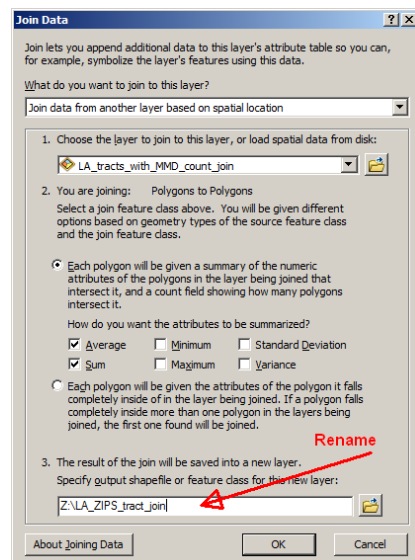 Join Data
Join lets you append additional data to this layer's attribute table so you can,
for example, symbolize the layer's features using this data.
What do you want to join to this layer?
Join data from another layer based on spatial location
1. Choose the layer to join to this layer, or load spatial data from disk:
LA_tracts_with_MMD_count_join
2. You are joining: Polygons to Polygons
Select a join feature class above. You will be given different
options based on geometry types of the source feature class
and the join feature class.
Each polygon will be given a summary of the numeric
attributes of the polygons in the layer being joined that
intersect it, and a count field showing how many polygons
intersect it.
How do you want the attributes to be summarized?
Average Minimum Standard Deviation
Sum Maximum Variance
Each polygon will be given the attributes of the polygon it falls
completely inside of in the layer being joined. If a polygon falls
completely inside more than one polygon in the layers being
joined, the first one found will be joined.
Rename
3. The result of the join will be saved into a new layer.
Specify output shapefile or feature class for this new layer:
Z:\LA_ZIPS_tract_join
About Joining Data OK Cancel